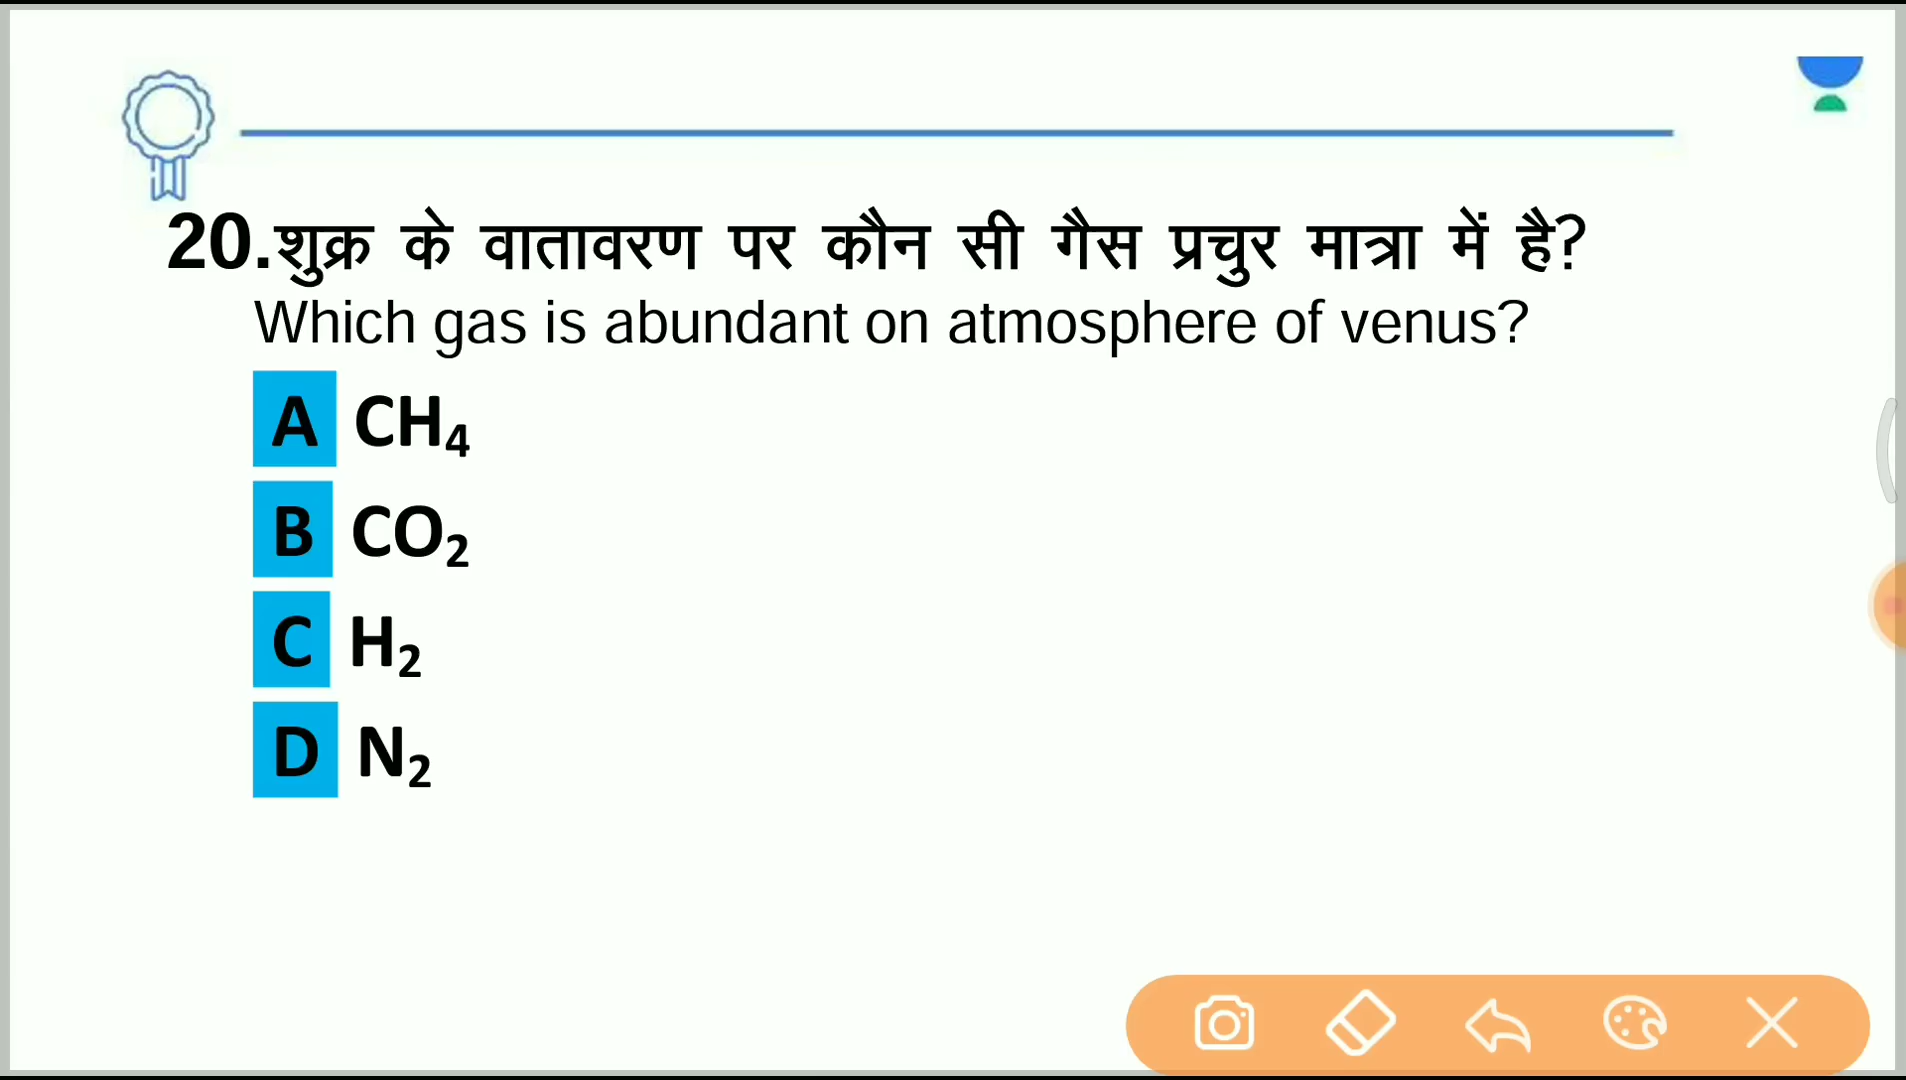 20.शुक्र के वातावरण पर कौन सी गैस प्रचुर मात्रा में है?
Which gas is abundant on atmosphere of venus?
A CH₄
B CO₂
C H₂
D N₂